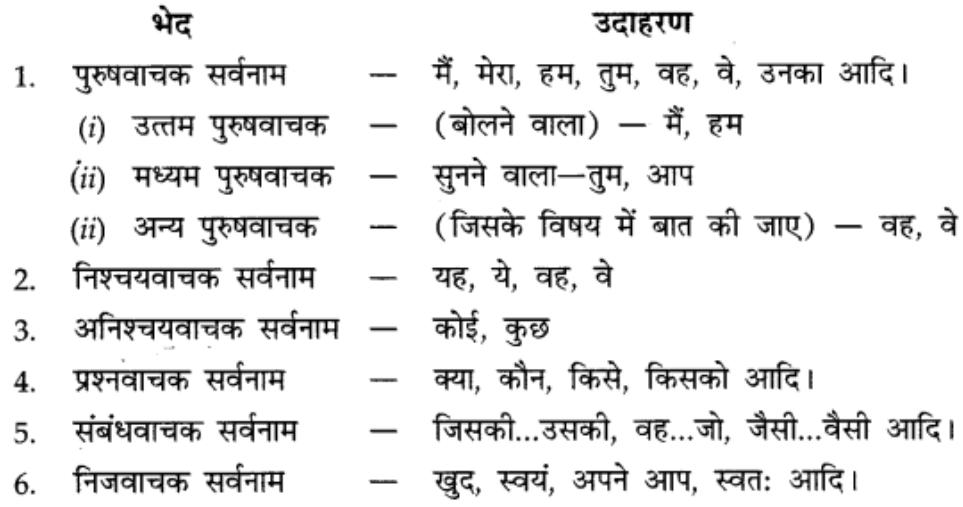 भेद उदाहरण
1. पुरुषवाचक सर्वनाम — मैं, मेरा, हम, तुम, वह, वे, उनका आदि।
(i) उत्तम पुरुषवाचक — (बोलने वाला) — मैं, हम
(ii) मध्यम पुरुषवाचक — सुनने वाला—तुम, आप
(ii) अन्य पुरुषवाचक — (जिसके विषय में बात की जाए) — वह, वे
2. निश्चयवाचक सर्वनाम — यह, ये, वह, वे
3. अनिश्चयवाचक सर्वनाम — कोई, कुछ
4. प्रश्नवाचक सर्वनाम — क्या, कौन, किसे, किसको आदि।
5. संबंधवाचक सर्वनाम — जिसकी...उसकी, वह...जो, जैसी...वैसी आदि।
6. निजवाचक सर्वनाम — खुद, स्वयं, अपने आप, स्वतः आदि।